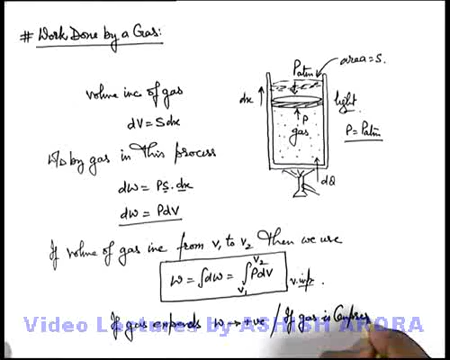 # Work Done by a Gas:
Patm
area = S.
volume inc of gas
dx
light
dV = Sdx
P
gas
P = Patm
W/D by gas in this process
dW = PS.dx
dQ
dW = PdV
If volume of gas inc from V1 to V2 Then we use
W = ∫dW = ∫PdV
V2
V1
v.imp.
If gas expands W → +ve / If gas is Compres
Video Lectures by ASHISH ARORA